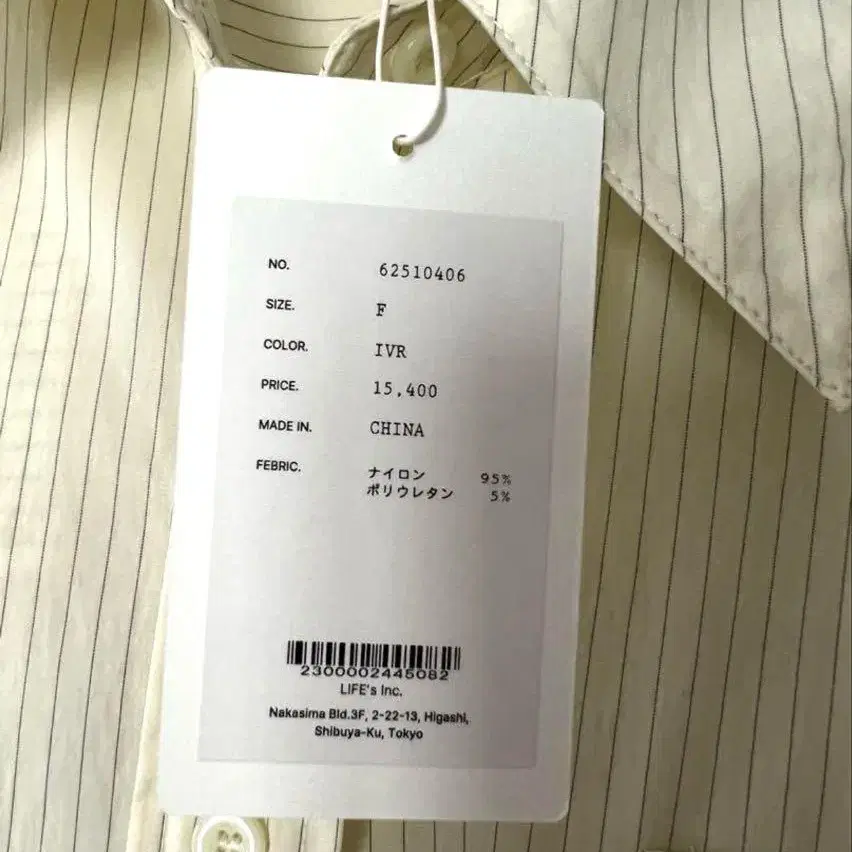 NO. 62510406
SIZE. F
COLOR. IVR
PRICE. 15,400
MADE IN. CHINA
FEBRIC. ナイロン 95%
ポリウレタン 5%
2300002445082
LIFE's Inc.
Nakasima Bld.3F, 2-22-13, Higashi,
Shibuya-Ku, Tokyo